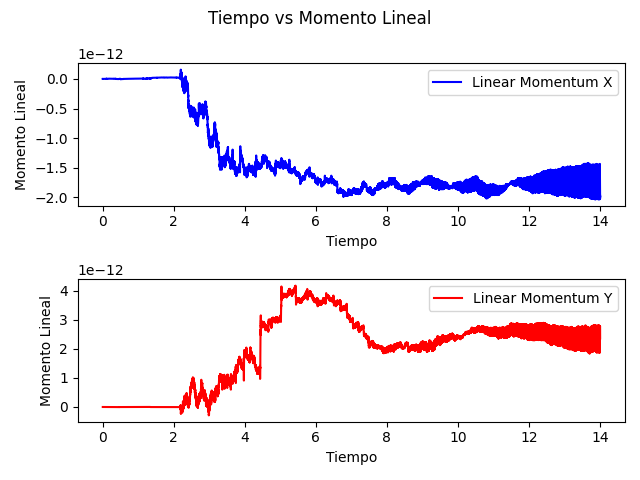 Tiempo vs Momento Lineal
1e−12
Momento Lineal
0.0
−0.5
−1.0
−1.5
−2.0
Linear Momentum X
0 2 4 6 8 10 12 14
Tiempo
1e−12
Momento Lineal
4
3
2
1
0
Linear Momentum Y
0 2 4 6 8 10 12 14
Tiempo